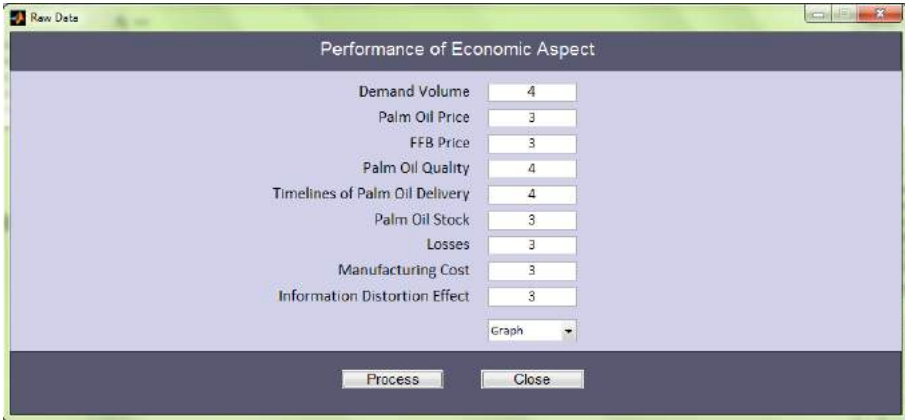 Raw Data
Performance of Economic Aspect
Demand Volume 4
Palm Oil Price 3
FFB Price 3
Palm Oil Quality 4
Timelines of Palm Oil Delivery 4
Palm Oil Stock 3
Losses 3
Manufacturing Cost 3
Information Distortion Effect 3
Graph
Process Close